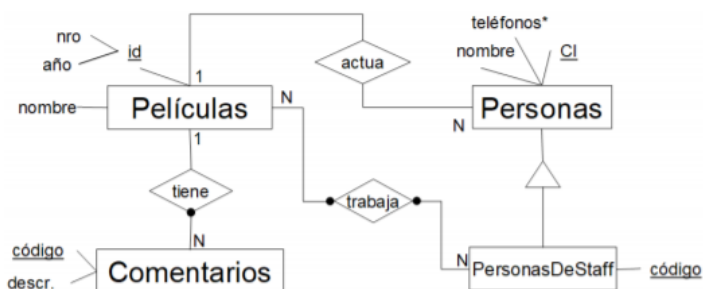 teléfonos*
nro
año
id
nombre
CI
actua
1
nombre
Películas
N
Personas
1
N
tiene
trabaja
N
código
descr.
Comentarios
N
PersonasDeStaff
código